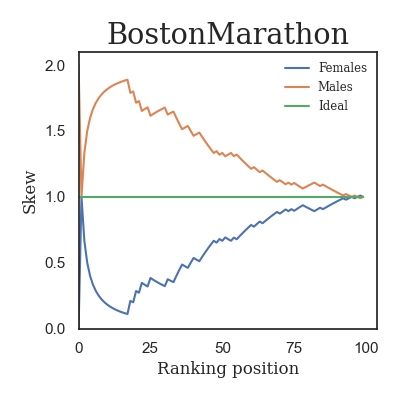 BostonMarathon
2.0
1.5
1.0
0.5
0.0
Skew
Females
Males
Ideal
0 25 50 75 100
Ranking position